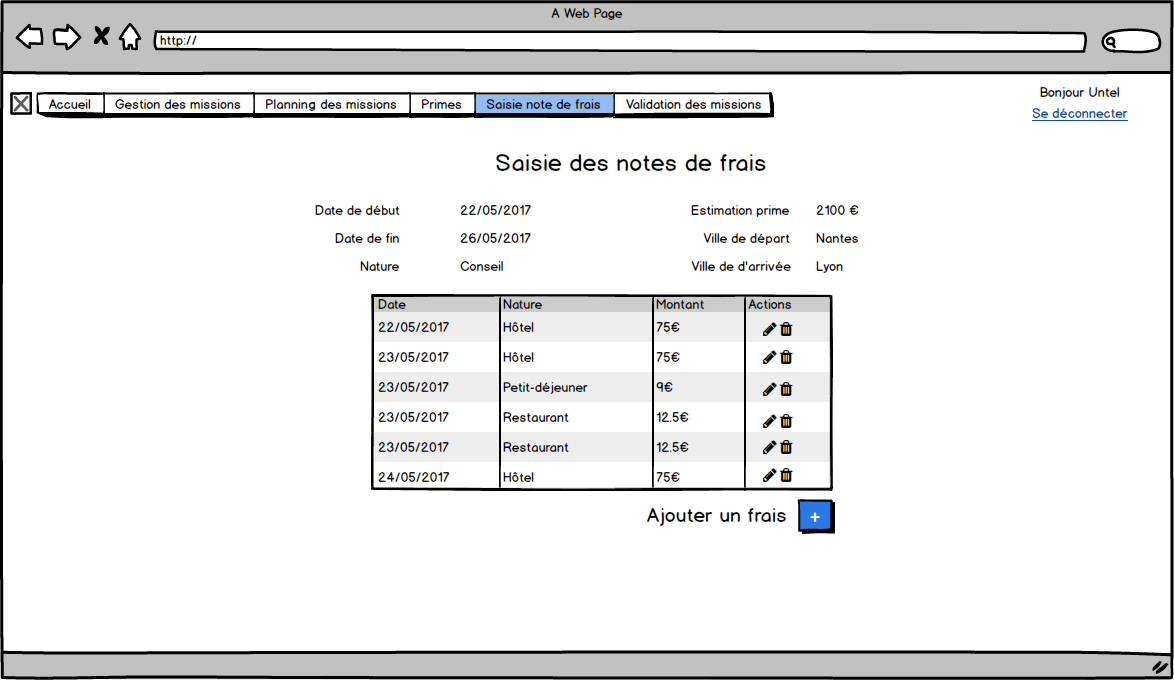 A Web Page
http://
Accueil Gestion des missions Planning des missions Primes Saisie note de frais Validation des missions
Bonjour Untel
Se déconnecter
Saisie des notes de frais
Date de début 22/05/2017 Estimation prime 2100 €
Date de fin 26/05/2017 Ville de départ Nantes
Nature Conseil Ville de d'arrivée Lyon
Date Nature Montant Actions
22/05/2017 Hôtel 75€
23/05/2017 Hôtel 75€
23/05/2017 Petit-déjeuner 9€
23/05/2017 Restaurant 12.5€
23/05/2017 Restaurant 12.5€
24/05/2017 Hôtel 75€
Ajouter un frais +